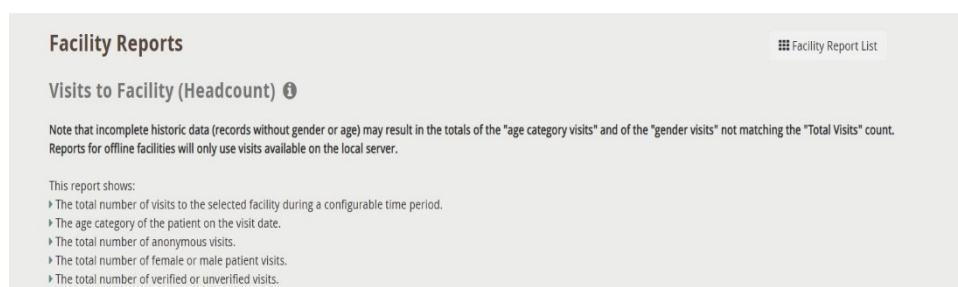 Facility Reports
Facility Report List
Visits to Facility (Headcount)
Note that incomplete historic data (records without gender or age) may result in the totals of the "age category visits" and of the "gender visits" not matching the "Total Visits" count.
Reports for offline facilities will only use visits available on the local server.
This report shows:
The total number of visits to the selected facility during a configurable time period.
The age category of the patient on the visit date.
The total number of anonymous visits.
The total number of female or male patient visits.
The total number of verified or unverified visits.